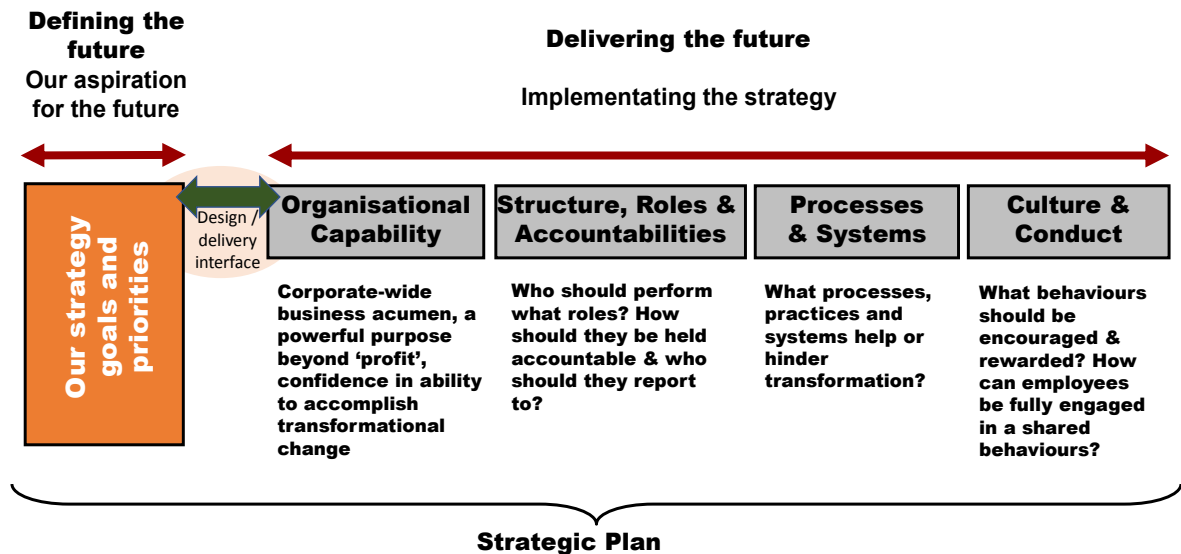 Defining the
future
Our aspiration
for the future
Delivering the future
Implementating the strategy
Our strategy
goals and
priorities
Design /
delivery
interface
Organisational
Capability
Corporate-wide
business acumen, a
powerful purpose
beyond ‘profit’,
confidence in ability
to accomplish
transformational
change
Structure, Roles &
Accountabilities
Who should perform
what roles? How
should they be held
accountable & who
should they report
to?
Processes
& Systems
What processes,
practices and
systems help or
hinder
transformation?
Culture &
Conduct
What behaviours
should be
encouraged &
rewarded? How
can employees
be fully engaged
in a shared
behaviours?
Strategic Plan